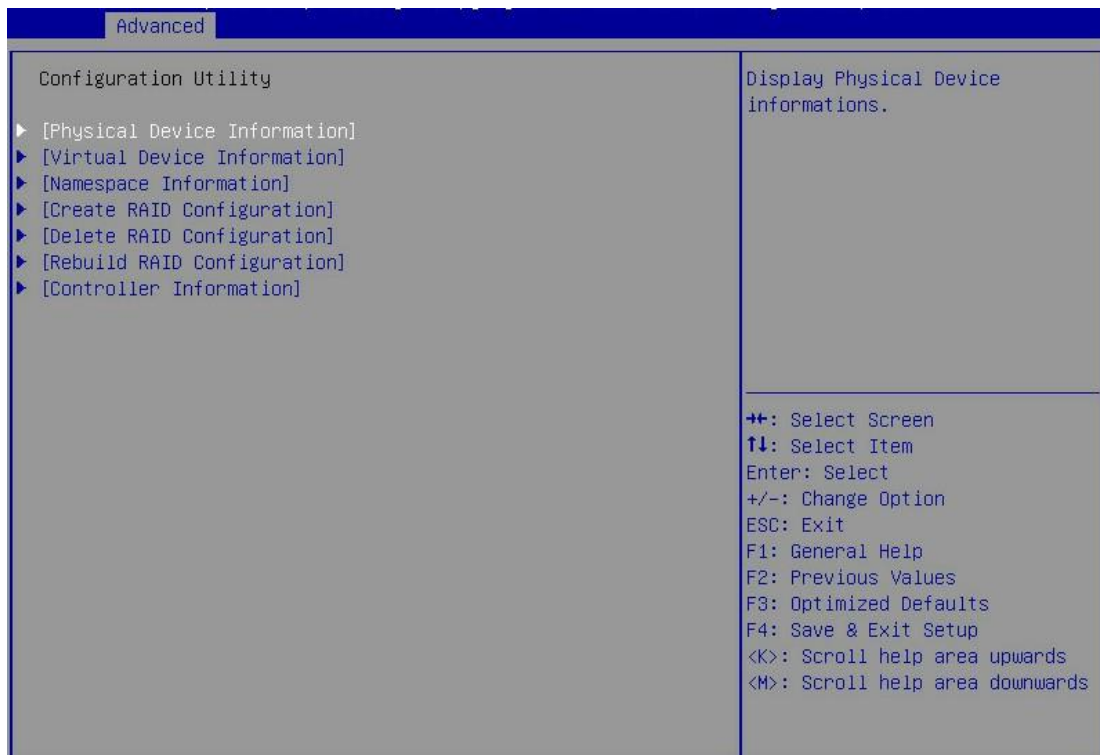 Advanced
Configuration Utility
[Physical Device Information]
[Virtual Device Information]
[Namespace Information]
[Create RAID Configuration]
[Delete RAID Configuration]
[Rebuild RAID Configuration]
[Controller Information]
Display Physical Device
informations.
→←: Select Screen
↑↓: Select Item
Enter: Select
+/-: Change Option
ESC: Exit
F1: General Help
F2: Previous Values
F3: Optimized Defaults
F4: Save & Exit Setup
<K>: Scroll help area upwards
<M>: Scroll help area downwards